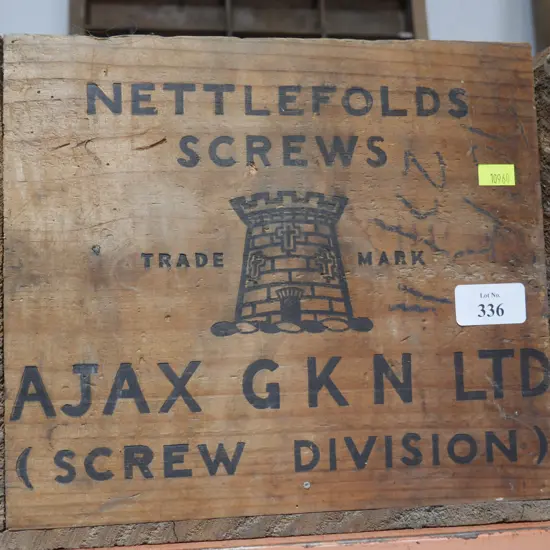 NETTLEFOLDS
SCREWS
TRADE MARK
AJAX GKN LTD
(SCREW DIVISION)
10960
Lot No.
336